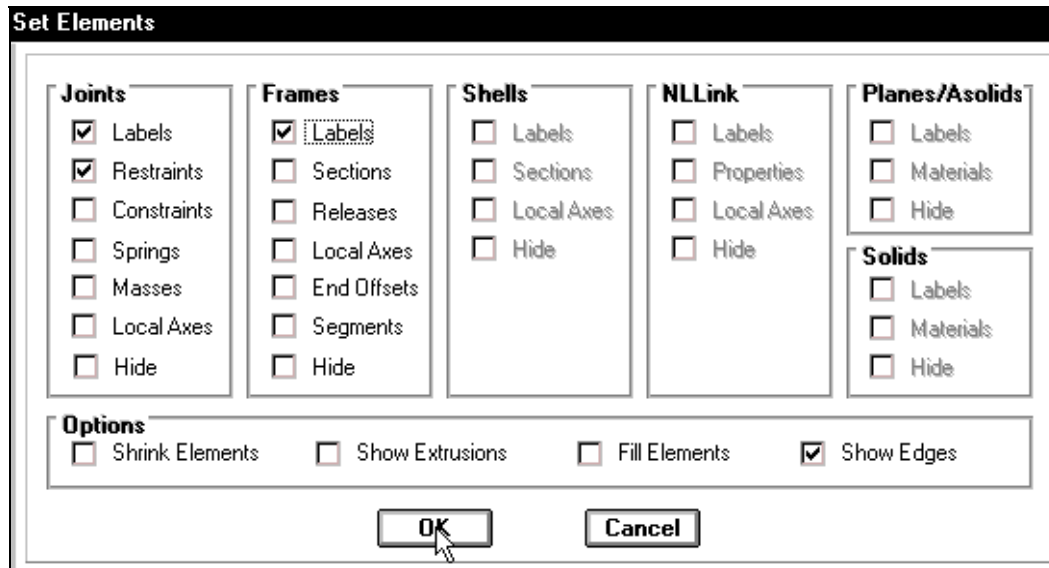 Set Elements
Joints
Labels
Restraints
Constraints
Springs
Masses
Local Axes
Hide
Frames
Labels
Sections
Releases
Local Axes
End Offsets
Segments
Hide
Shells
Labels
Sections
Local Axes
Hide
NLLink
Labels
Properties
Local Axes
Hide
Planes/Asolids
Labels
Materials
Hide
Solids
Labels
Materials
Hide
Options
Shrink Elements
Show Extrusions
Fill Elements
Show Edges
OK
Cancel